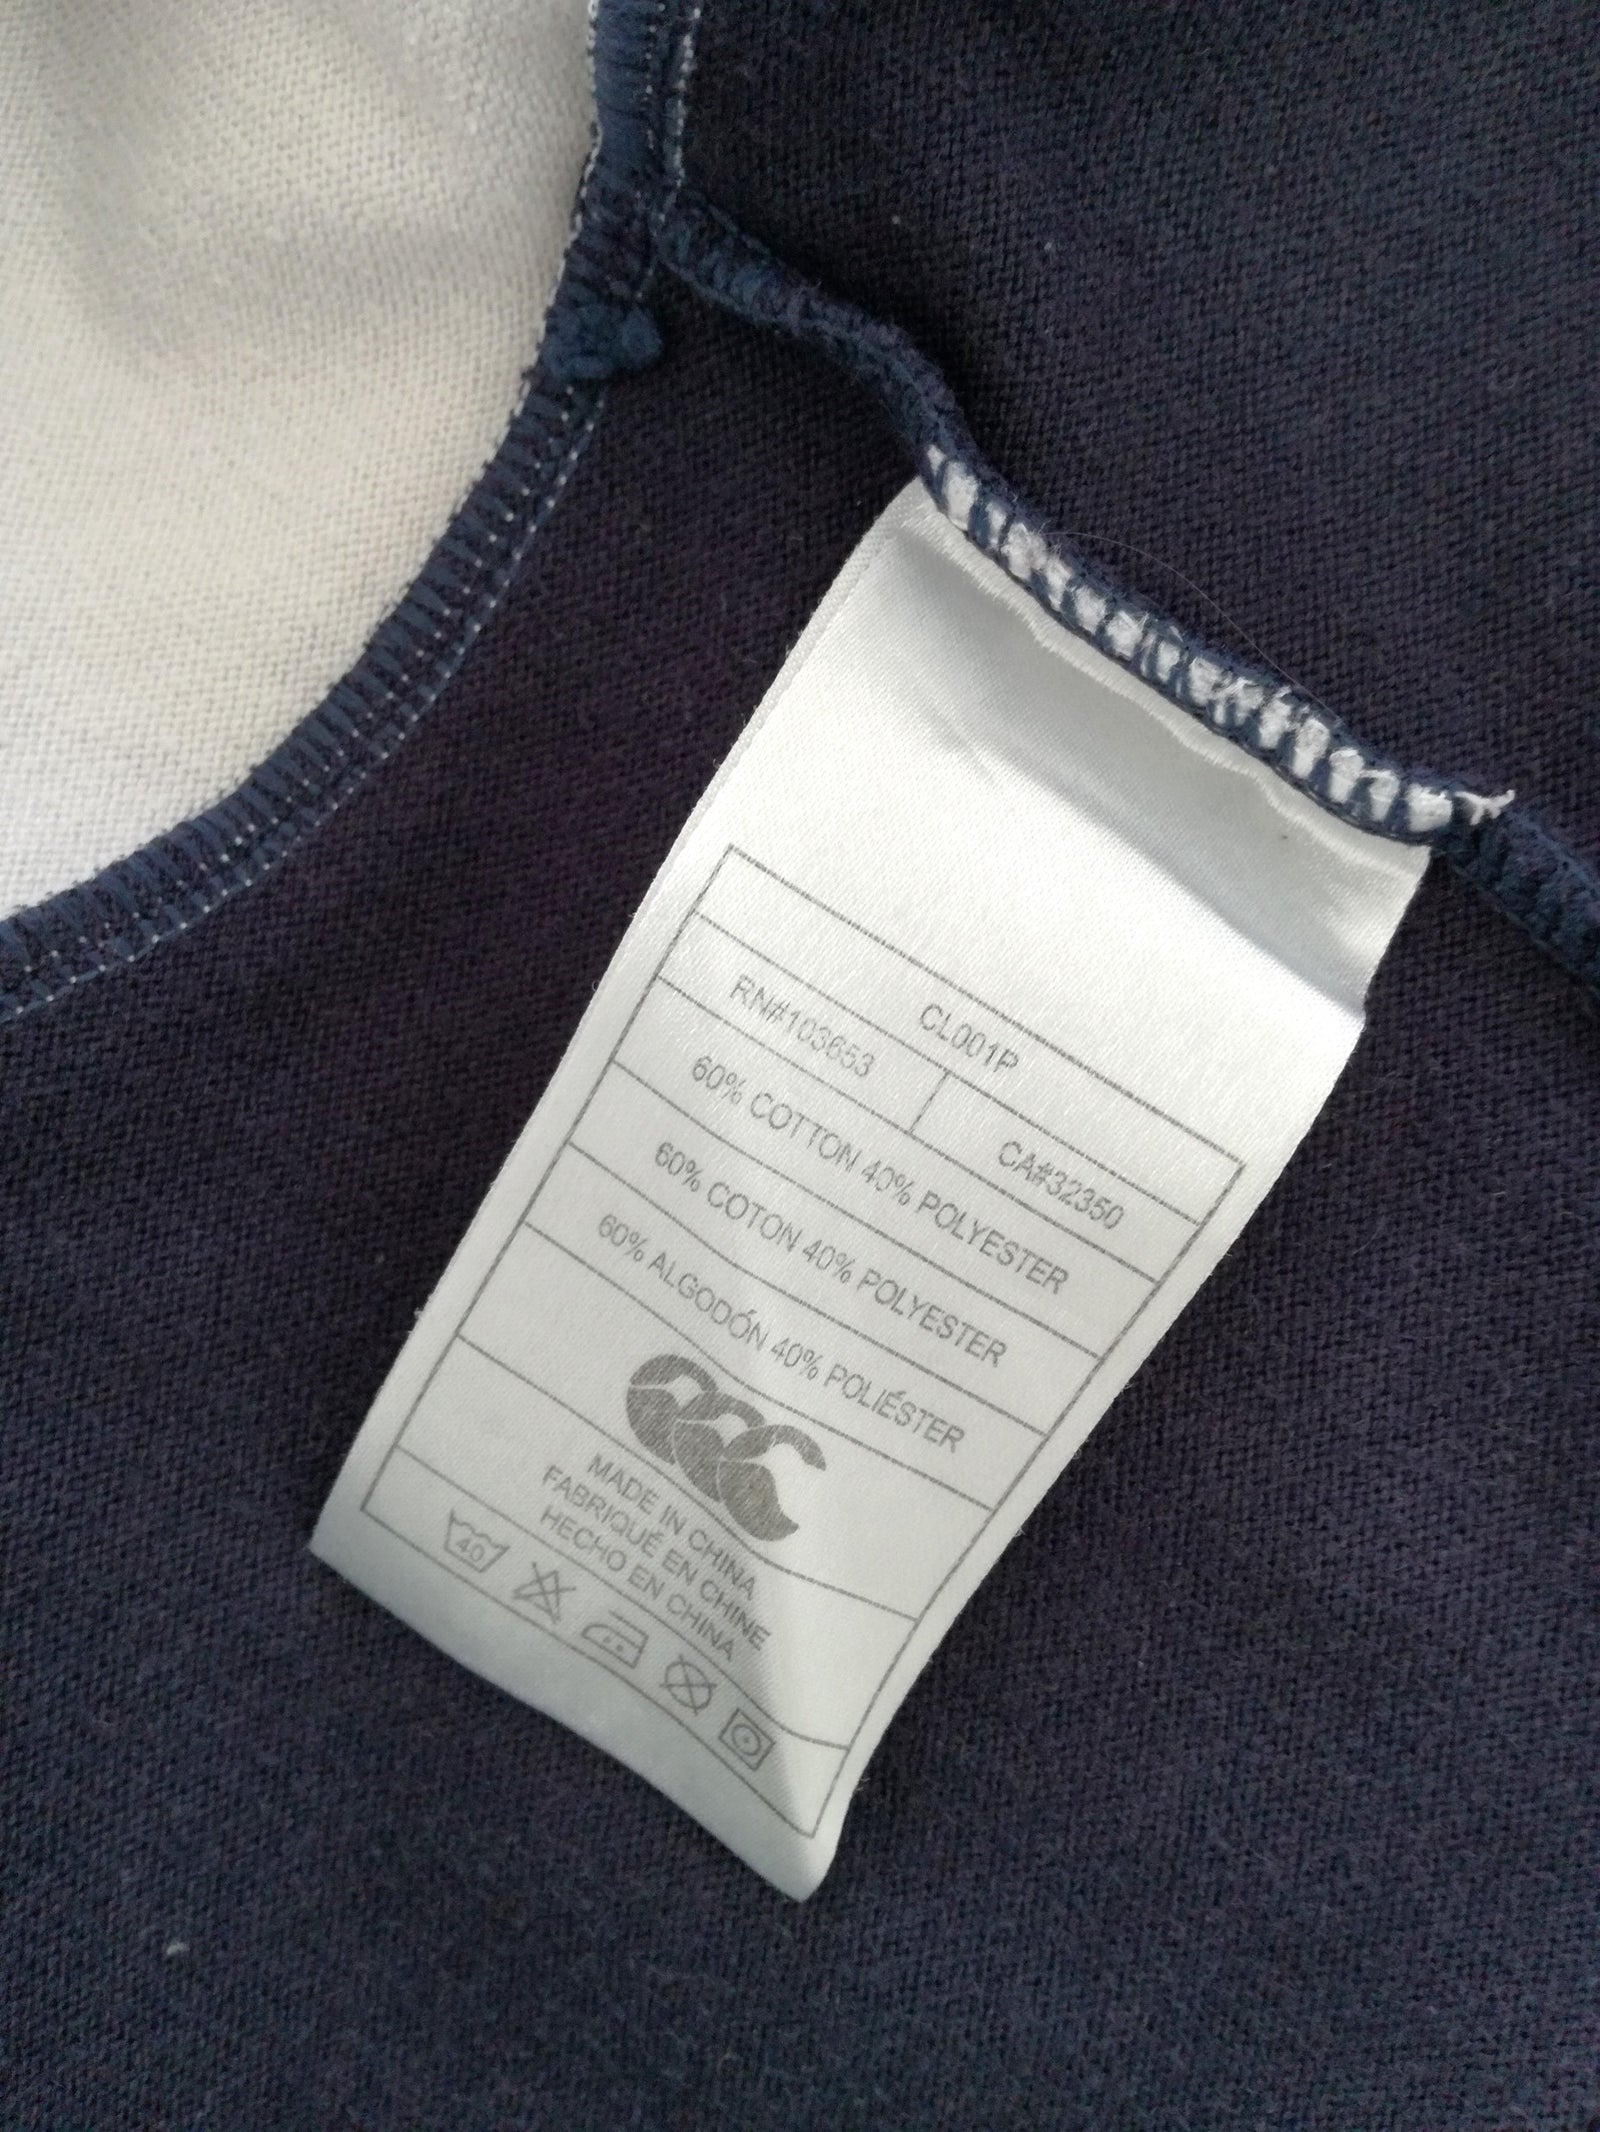 CL001P
RN#103653 CA#32350
60% COTTON 40% POLYESTER
60% COTON 40% POLYESTER
60% ALGODÓN 40% POLIÉSTER
CCC
MADE IN CHINA
FABRIQUÉ EN CHINE
HECHO EN CHINA
40